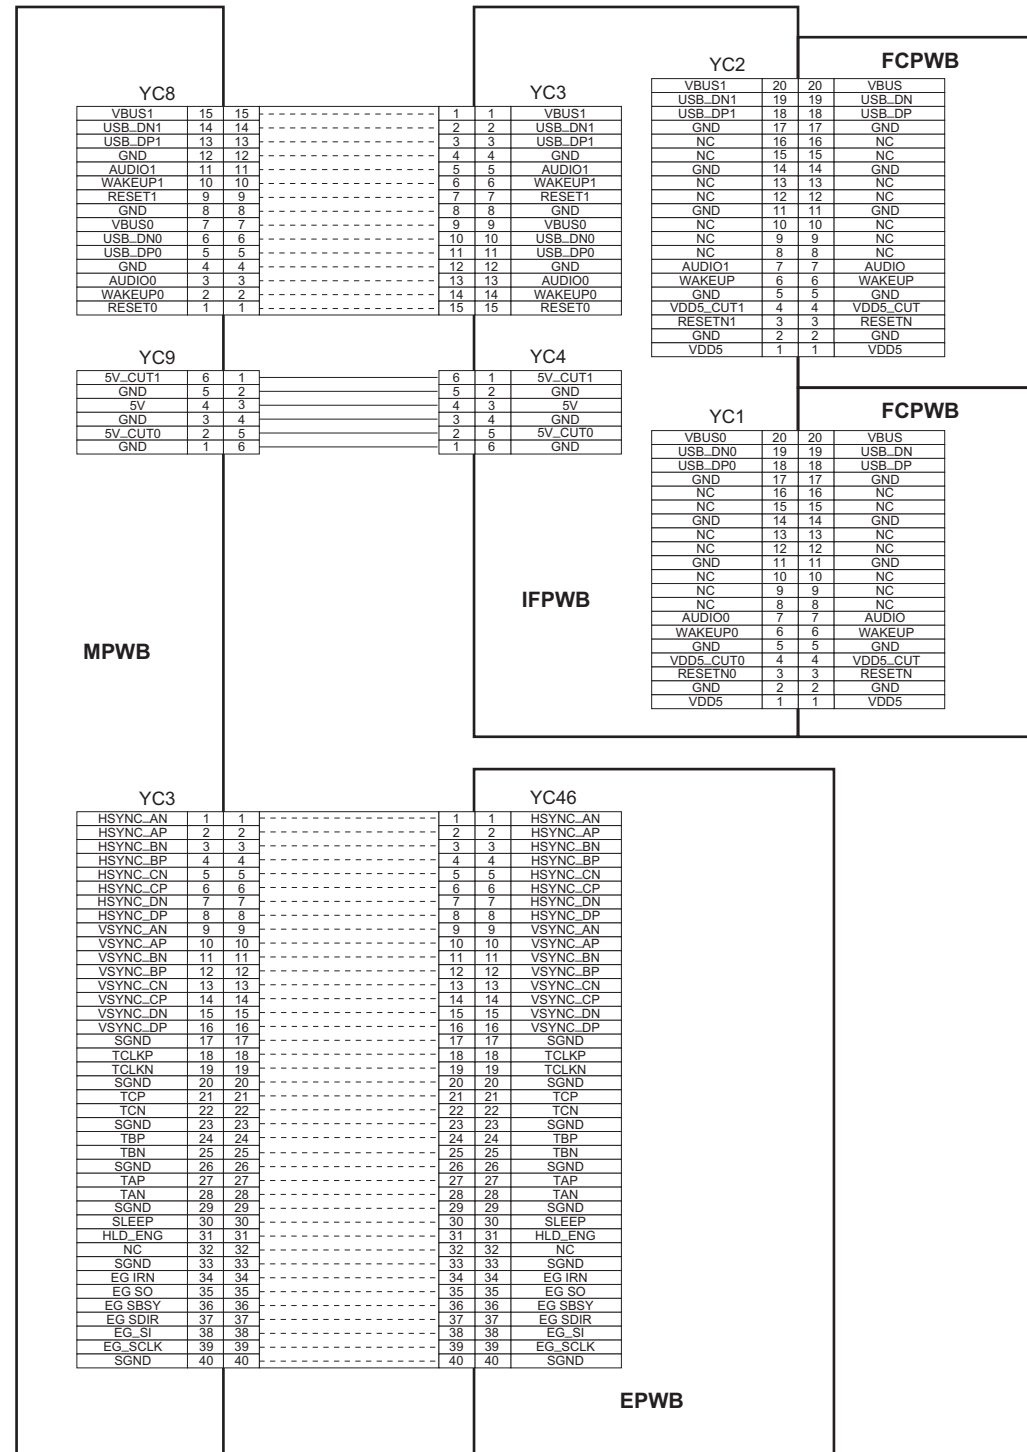 YC8
VBUS1 15 15
USB_DN1 14 14
USB_DP1 13 13
GND 12 12
AUDIO1 11 11
WAKEUP1 10 10
RESET1 9 9
GND 8 8
VBUS0 7 7
USB_DN0 6 6
USB_DP0 5 5
GND 4 4
AUDIO0 3 3
WAKEUP0 2 2
RESET0 1 1
YC3
1 1 VBUS1
2 2 USB_DN1
3 3 USB_DP1
4 4 GND
5 5 AUDIO1
6 6 WAKEUP1
7 7 RESET1
8 8 GND
9 9 VBUS0
10 10 USB_DN0
11 11 USB_DP0
12 12 GND
13 13 AUDIO0
14 14 WAKEUP0
15 15 RESET0
YC9
5V_CUT1 6 1
GND 5 2
5V 4 3
GND 3 4
5V_CUT0 2 5
GND 1 6
YC4
6 1 5V_CUT1
5 2 GND
4 3 5V
3 4 GND
2 5 5V_CUT0
1 6 GND
YC2 FCPWB
VBUS1 20 20 VBUS
USB_DN1 19 19 USB_DN
USB_DP1 18 18 USB_DP
GND 17 17 GND
NC 16 16 NC
NC 15 15 NC
GND 14 14 GND
NC 13 13 NC
NC 12 12 NC
GND 11 11 GND
NC 10 10 NC
NC 9 9 NC
NC 8 8 NC
AUDIO1 7 7 AUDIO
WAKEUP 6 6 WAKEUP
GND 5 5 GND
VDD5_CUT1 4 4 VDD5_CUT
RESETN1 3 3 RESETN
GND 2 2 GND
VDD5 1 1 VDD5
YC1 FCPWB
VBUS0 20 20 VBUS
USB_DN0 19 19 USB_DN
USB_DP0 18 18 USB_DP
GND 17 17 GND
NC 16 16 NC
NC 15 15 NC
GND 14 14 GND
NC 13 13 NC
NC 12 12 NC
GND 11 11 GND
NC 10 10 NC
NC 9 9 NC
NC 8 8 NC
AUDIO0 7 7 AUDIO
WAKEUP0 6 6 WAKEUP
GND 5 5 GND
VDD5_CUT0 4 4 VDD5_CUT
RESETN0 3 3 RESETN
GND 2 2 GND
VDD5 1 1 VDD5
IFPWB
MPWB
YC3 YC46
HSYNC_AN 1 1 1 1 HSYNC_AN
HSYNC_AP 2 2 2 2 HSYNC_AP
HSYNC_BN 3 3 3 3 HSYNC_BN
HSYNC_BP 4 4 4 4 HSYNC_BP
HSYNC_CN 5 5 5 5 HSYNC_CN
HSYNC_CP 6 6 6 6 HSYNC_CP
HSYNC_DN 7 7 7 7 HSYNC_DN
HSYNC_DP 8 8 8 8 HSYNC_DP
VSYNC_AN 9 9 9 9 VSYNC_AN
VSYNC_AP 10 10 10 10 VSYNC_AP
VSYNC_BN 11 11 11 11 VSYNC_BN
VSYNC_BP 12 12 12 12 VSYNC_BP
VSYNC_CN 13 13 13 13 VSYNC_CN
VSYNC_CP 14 14 14 14 VSYNC_CP
VSYNC_DN 15 15 15 15 VSYNC_DN
VSYNC_DP 16 16 16 16 VSYNC_DP
SGND 17 17 17 17 SGND
TCLKP 18 18 18 18 TCLKP
TCLKN 19 19 19 19 TCLKN
SGND 20 20 20 20 SGND
TCP 21 21 21 21 TCP
TCN 22 22 22 22 TCN
SGND 23 23 23 23 SGND
TBP 24 24 24 24 TBP
TBN 25 25 25 25 TBN
SGND 26 26 26 26 SGND
TAP 27 27 27 27 TAP
TAN 28 28 28 28 TAN
SGND 29 29 29 29 SGND
SLEEP 30 30 30 30 SLEEP
HLD_ENG 31 31 31 31 HLD_ENG
NC 32 32 32 32 NC
SGND 33 33 33 33 SGND
EG IRN 34 34 34 34 EG IRN
EG SO 35 35 35 35 EG SO
EG SBSY 36 36 36 36 EG SBSY
EG SDIR 37 37 37 37 EG SDIR
EG_SI 38 38 38 38 EG_SI
EG_SCLK 39 39 39 39 EG_SCLK
SGND 40 40 40 40 SGND
EPWB